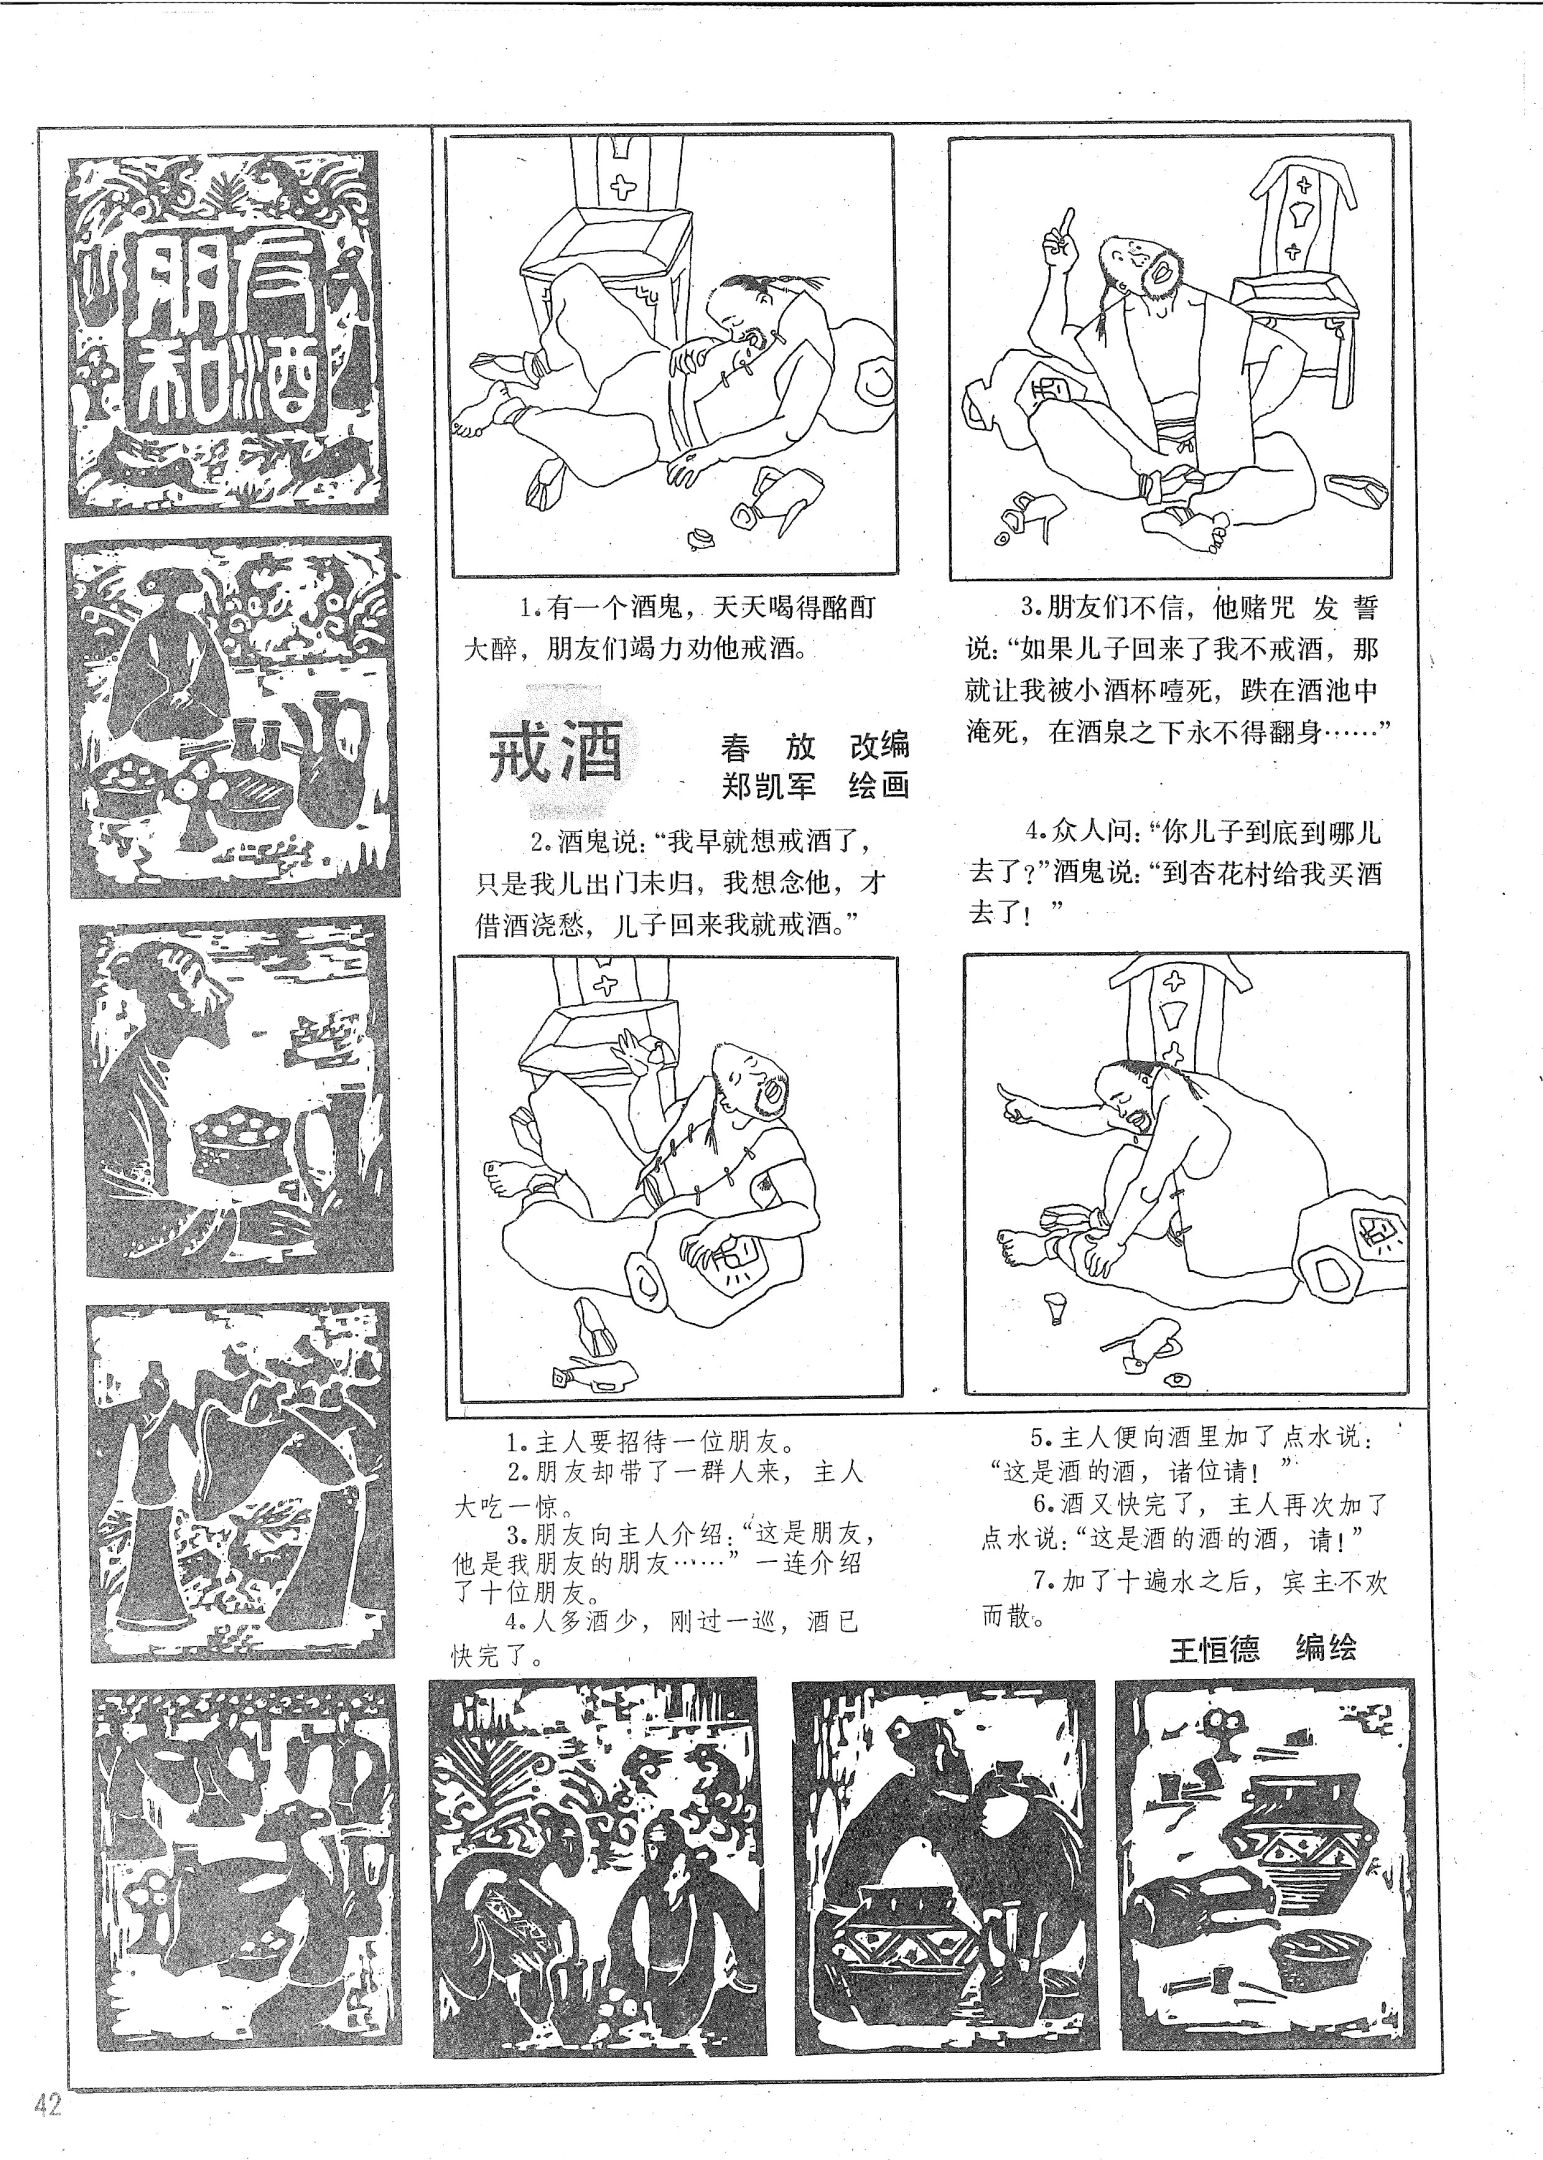 朋友
和酒
1.有一个酒鬼，天天喝得酩酊
大醉，朋友们竭力劝他戒酒。
戒酒
春 放 改编
郑凯军 绘画
2.酒鬼说：“我早就想戒酒了，
只是我儿出门未归，我想念他，才
借酒浇愁，儿子回来我就戒酒。”
3.朋友们不信，他赌咒发誓
说：“如果儿子回来了我不戒酒，那
就让我被小酒杯噎死，跌在酒池中
淹死，在酒泉之下永不得翻身……”
4.众人问：“你儿子到底到哪儿
去了？”酒鬼说：“到杏花村给我买酒
去了！”
1.主人要招待一位朋友。
2.朋友却带了一群人来，主人
大吃一惊。
3.朋友向主人介绍：“这是朋友，
他是我朋友的朋友……”一连介绍
了十位朋友。
4.人多酒少，刚过一巡，酒已
快完了。
5.主人便向酒里加了点水说：
“这是酒的酒，诸位请！”
6.酒又快完了，主人再次加了
点水说：“这是酒的酒的酒，请！”
7.加了十遍水之后，宾主不欢
而散。
王恒德 编绘
42